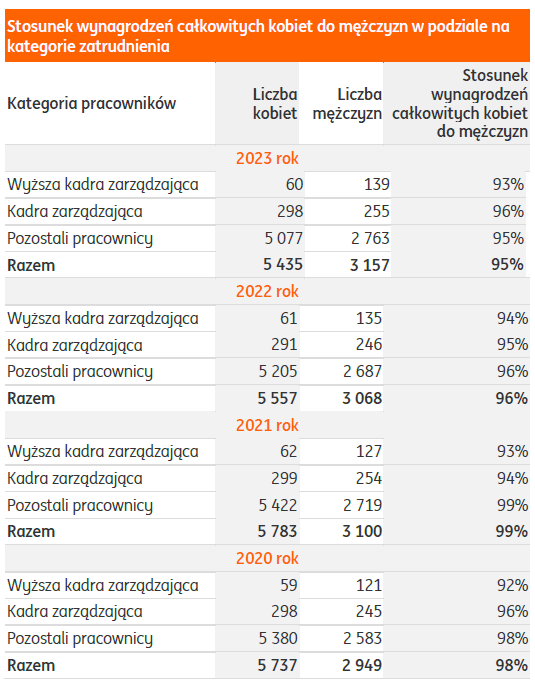 Stosunek wynagrodzeń całkowitych kobiet do mężczyzn w podziale na
kategorie zatrudnienia
Kategoria pracowników Liczba kobiet Liczba mężczyzn Stosunek wynagrodzeń całkowitych kobiet do mężczyzn
2023 rok
Wyższa kadra zarządzająca 60 139 93%
Kadra zarządzająca 298 255 96%
Pozostali pracownicy 5 077 2 763 95%
Razem 5 435 3 157 95%
2022 rok
Wyższa kadra zarządzająca 61 135 94%
Kadra zarządzająca 291 246 95%
Pozostali pracownicy 5 205 2 687 96%
Razem 5 557 3 068 96%
2021 rok
Wyższa kadra zarządzająca 62 127 93%
Kadra zarządzająca 299 254 94%
Pozostali pracownicy 5 422 2 719 99%
Razem 5 783 3 100 99%
2020 rok
Wyższa kadra zarządzająca 59 121 92%
Kadra zarządzająca 298 245 96%
Pozostali pracownicy 5 380 2 583 98%
Razem 5 737 2 949 98%